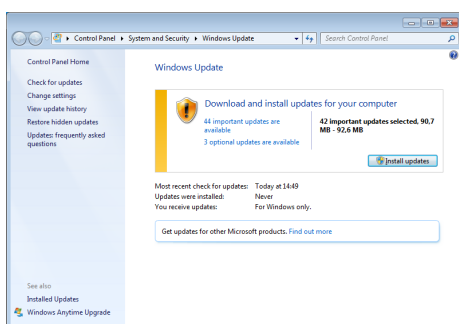 Control Panel ▸ System and Security ▸ Windows Update
Search Control Panel
Control Panel Home
Check for updates
Change settings
View update history
Restore hidden updates
Updates: frequently asked
questions
See also
Installed Updates
Windows Anytime Upgrade
Windows Update
Download and install updates for your computer
44 important updates are
available
3 optional updates are available
42 important updates selected, 90,7
MB - 92,6 MB
Install updates
Most recent check for updates: Today at 14:49
Updates were installed: Never
You receive updates: For Windows only.
Get updates for other Microsoft products. Find out more